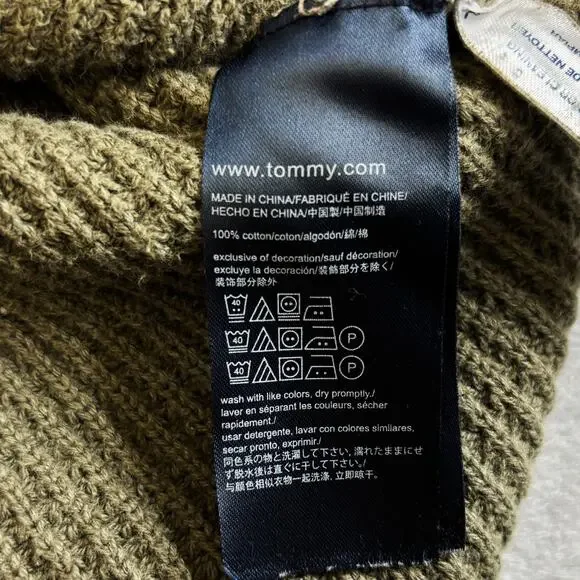 www.tommy.com
MADE IN CHINA/FABRIQUÉ EN CHINE/
HECHO EN CHINA/中国製/中国制造
100% cotton/coton/algodón/綿/棉
exclusive of decoration/sauf décoration/
excluye la decoración/装飾部分を除く/
装饰部分除外
40
40 P
40 P
wash with like colors, dry promptly./
laver en séparant les couleurs, sécher
rapidement./
usar detergente, lavar con colores similares,
secar pronto, exprimir/
同色系の物と洗濯して下さい, 濡れたままにせ
ず脱水後は直ぐに干して下さい./
与颜色相似衣物一起洗涤, 立即晾干.
DE NETTOYER